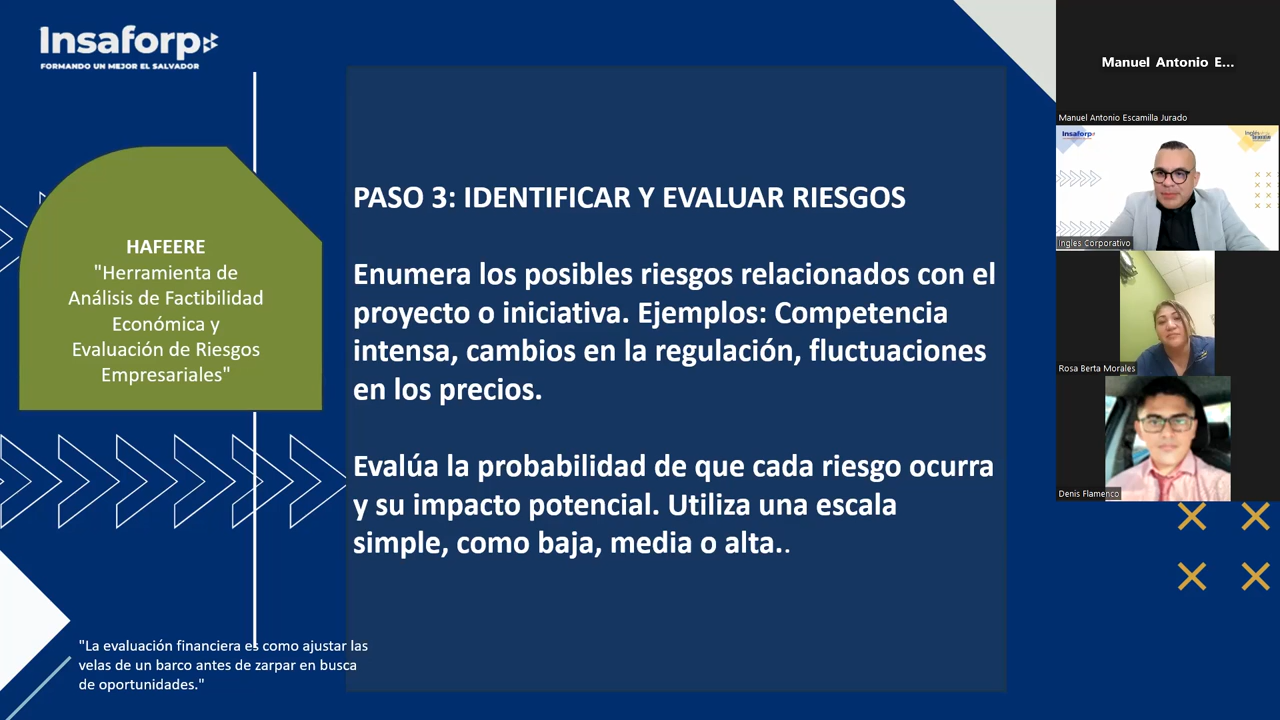 Insaforp
FORMANDO UN MEJOR EL SALVADOR
HAFEERE
"Herramienta de
Análisis de Factibilidad
Económica y
Evaluación de Riesgos
Empresariales"
PASO 3: IDENTIFICAR Y EVALUAR RIESGOS
Enumera los posibles riesgos relacionados con el
proyecto o iniciativa. Ejemplos: Competencia
intensa, cambios en la regulación, fluctuaciones
en los precios.
Evalúa la probabilidad de que cada riesgo ocurra
y su impacto potencial. Utiliza una escala
simple, como baja, media o alta..
"La evaluación financiera es como ajustar las
velas de un barco antes de zarpar en busca
de oportunidades."
Manuel Antonio E...
Manuel Antonio Escamilla Jurado
Insaforp
Ingles Corporativo
Rosa Berta Morales
Denis Flamenco